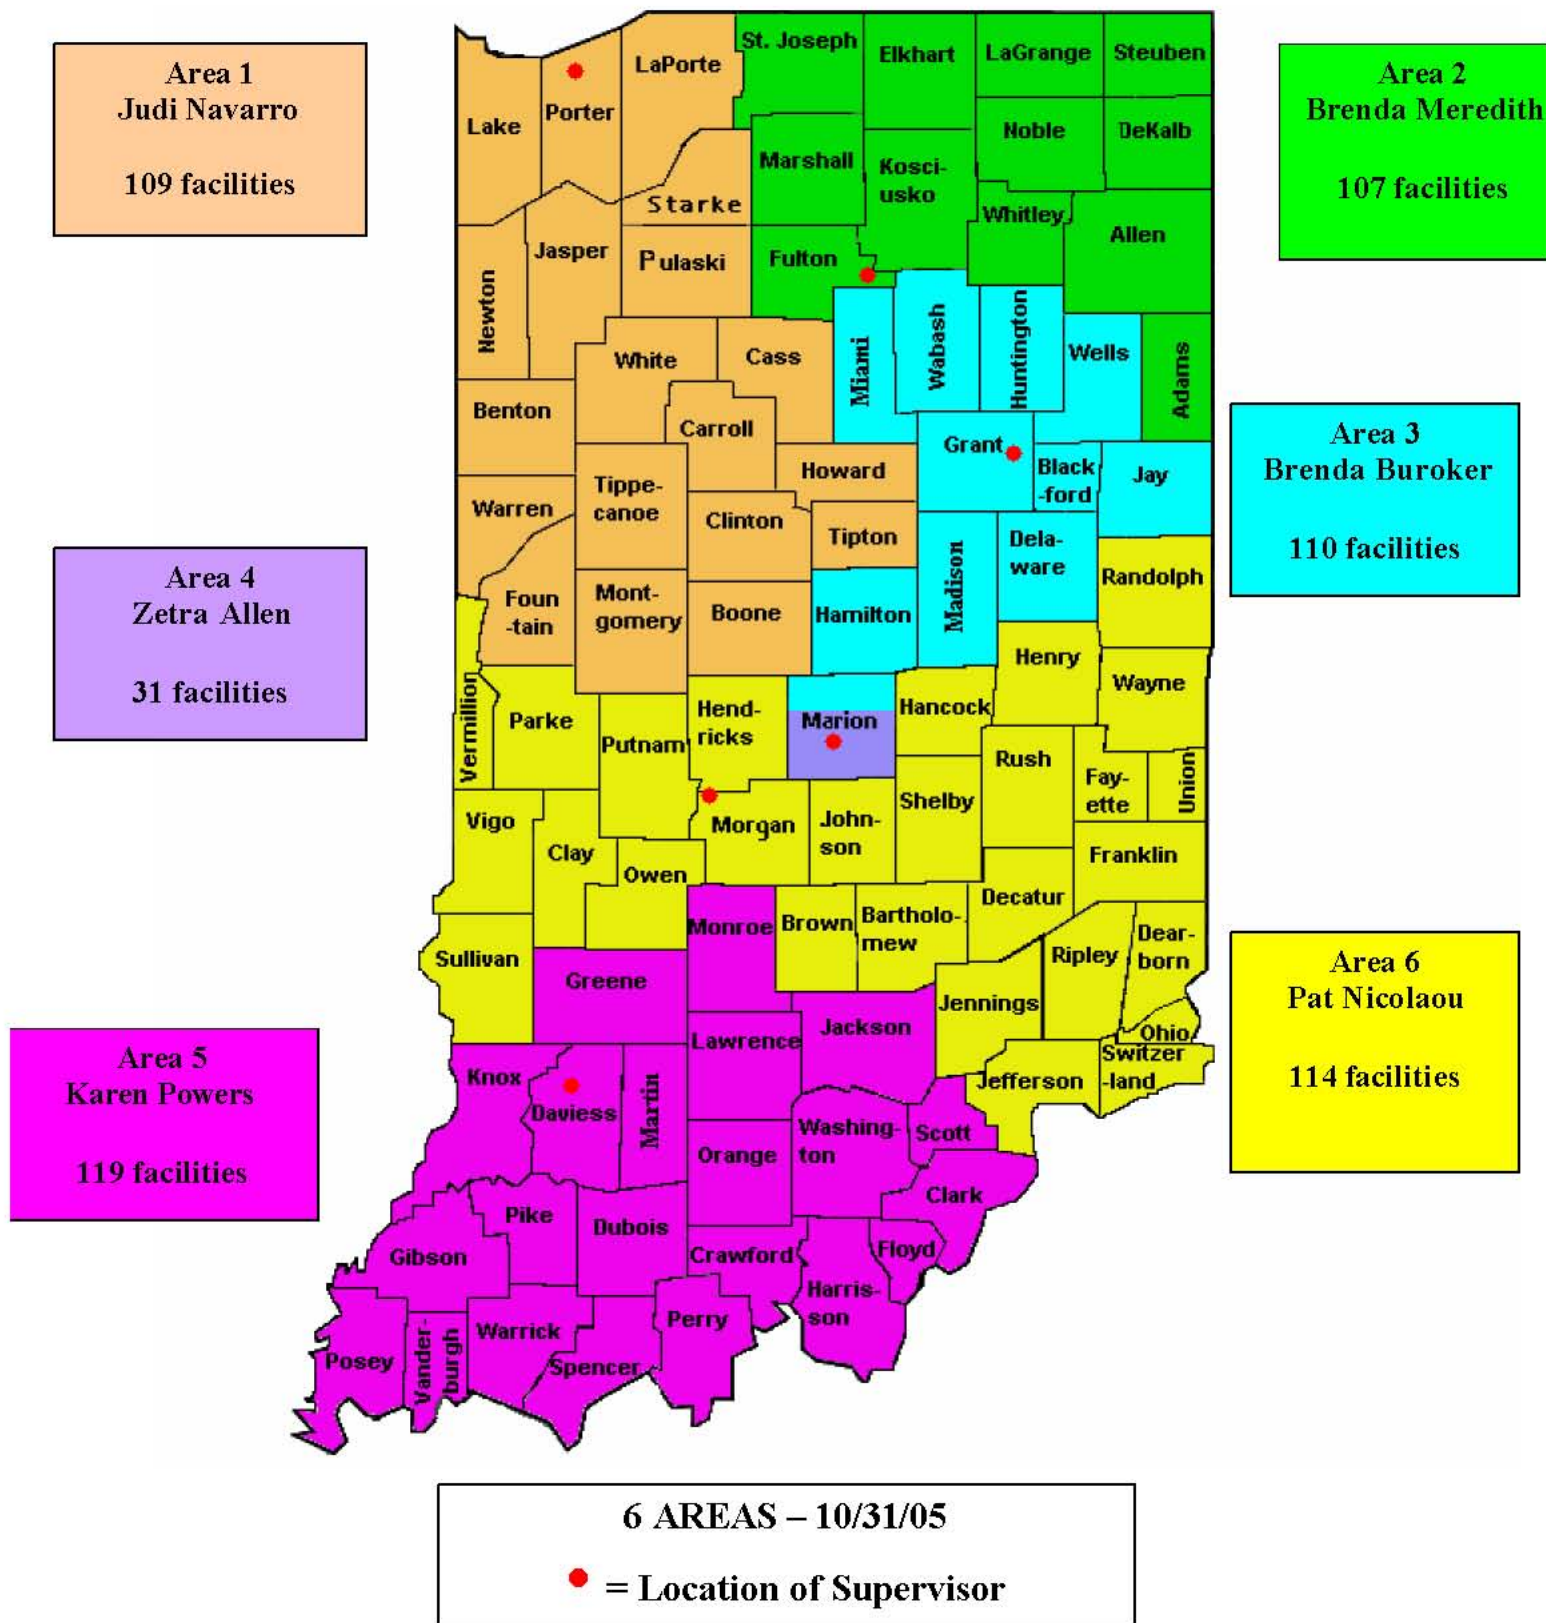 Area 1
Judi Navarro
109 facilities
Area 2
Brenda Meredith
107 facilities
Area 3
Brenda Buroker
110 facilities
Area 4
Zetra Allen
31 facilities
Area 5
Karen Powers
119 facilities
Area 6
Pat Nicolaou
114 facilities
St. Joseph
Elkhart
LaGrange
Steuben
LaPorte
Porter
Lake
Noble
DeKalb
Marshall
Kosci-
usko
Starke
Whitley
Allen
Jasper
Pulaski
Fulton
Newton
White
Cass
Miami
Wabash
Huntington
Wells
Adams
Benton
Carroll
Grant
Howard
Black
-ford
Jay
Warren
Tippe-
canoe
Clinton
Tipton
Madison
Dela-
ware
Randolph
Foun
-tain
Mont-
gomery
Boone
Hamilton
Henry
Wayne
Vermillion
Parke
Putnam
Hend-
ricks
Marion
Hancock
Rush
Fay-
ette
Union
Vigo
Clay
Owen
Morgan
John-
son
Shelby
Franklin
Decatur
Sullivan
Greene
Monroe
Brown
Bartholo-
mew
Ripley
Dear-
born
Jennings
Ohio
Switzer
-land
Jefferson
Lawrence
Jackson
Knox
Daviess
Martin
Orange
Washing-
ton
Scott
Clark
Pike
Dubois
Gibson
Crawford
Floyd
Harris-
son
Perry
Warrick
Spencer
Posey
Vander-
burgh
6 AREAS – 10/31/05
= Location of Supervisor